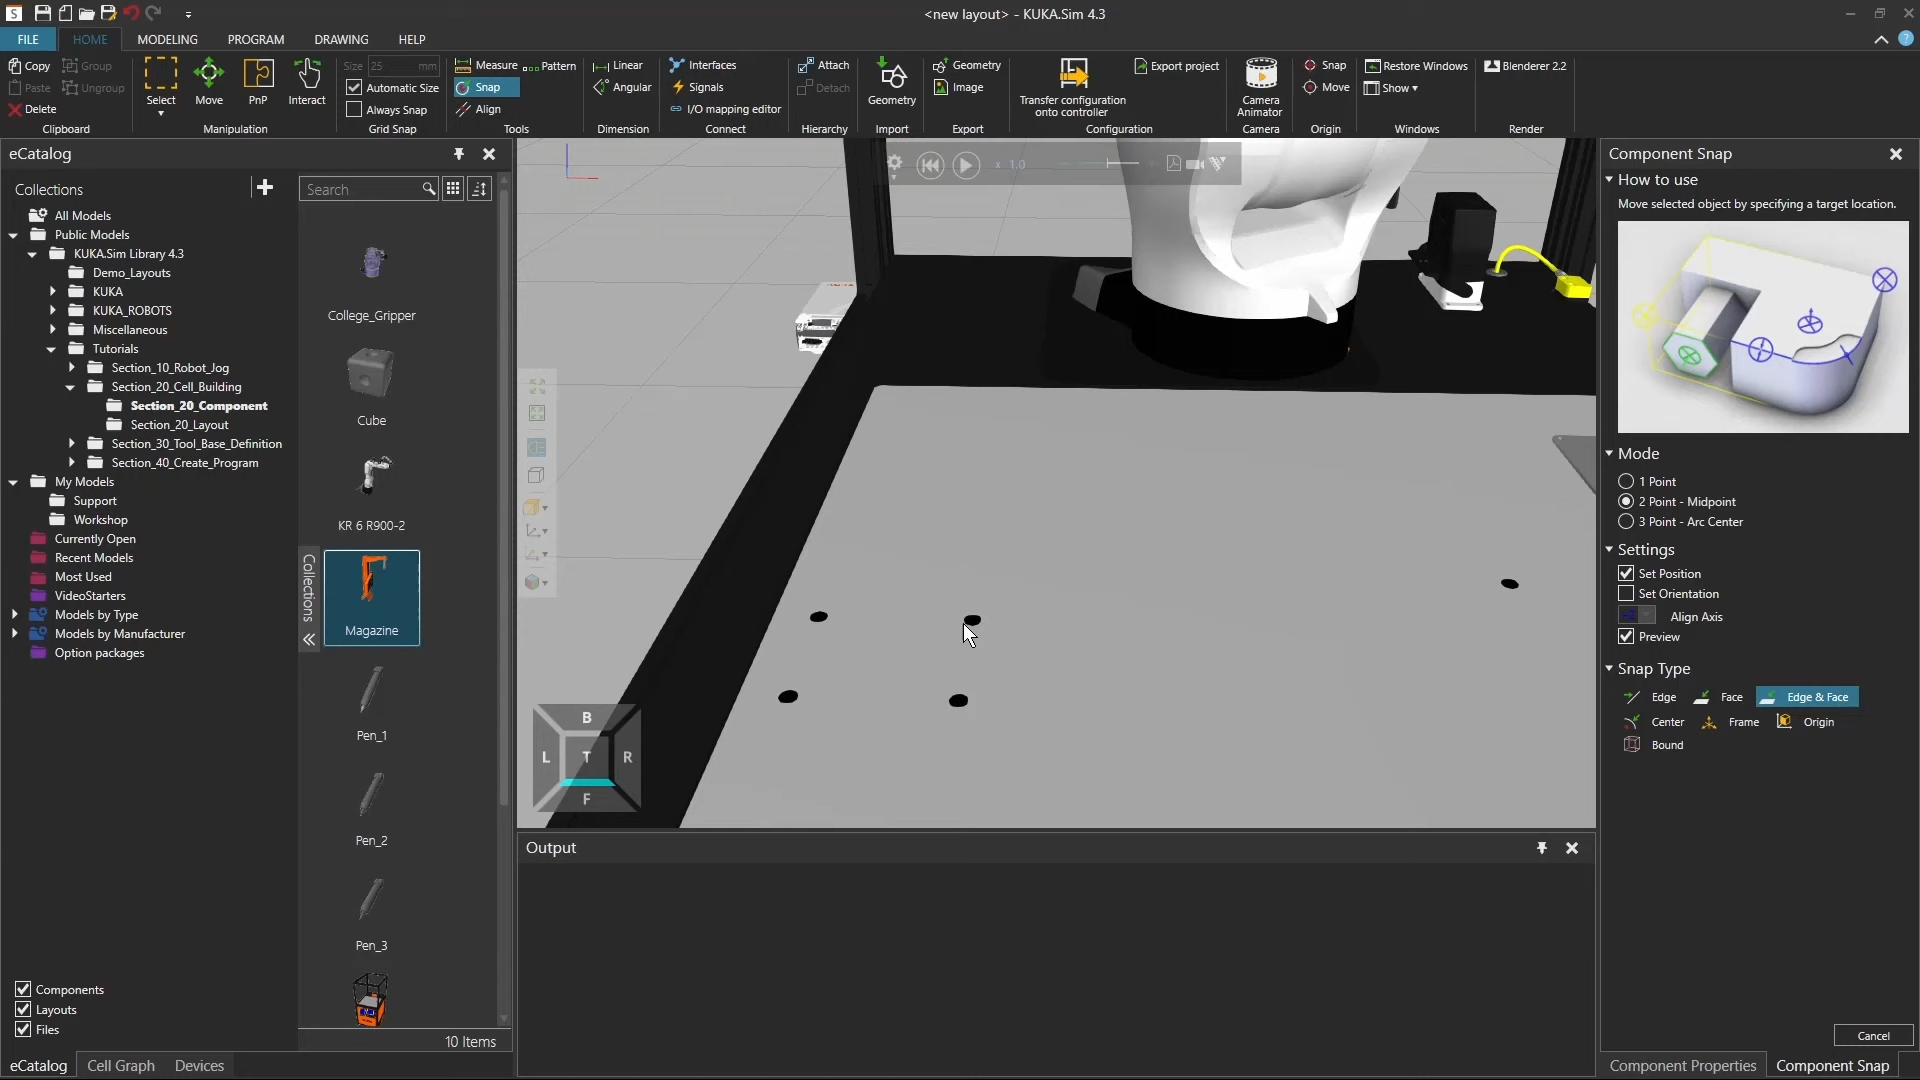 S
<new layout> - KUKA.Sim 4.3
FILE
HOME
MODELING
PROGRAM
DRAWING
HELP
?
Copy
Paste
Delete
Group
Ungroup
Clipboard
Select
Move
PnP
Interact
Manipulation
Size 25 mm
Automatic Size
Always Snap
Grid Snap
Measure
Snap
Align
Pattern
Tools
Linear
Angular
Dimension
Interfaces
Signals
I/O mapping editor
Connect
Attach
Detach
Hierarchy
Geometry
Import
Geometry
Image
Export
Transfer configuration
onto controller
Export project
Configuration
Camera
Animator
Camera
Snap
Move
Origin
Restore Windows
Show
Windows
Blenderer 2.2
Render
eCatalog
Collections
All Models
Public Models
KUKA.Sim Library 4.3
Demo_Layouts
KUKA
KUKA_ROBOTS
Miscellaneous
Tutorials
Section_10_Robot_Jog
Section_20_Cell_Building
Section_20_Component
Section_20_Layout
Section_30_Tool_Base_Definition
Section_40_Create_Program
My Models
Support
Workshop
Currently Open
Recent Models
Most Used
VideoStarters
Models by Type
Models by Manufacturer
Option packages
Components
Layouts
Files
Search
College_Gripper
Cube
KR 6 R900-2
Magazine
Pen_1
Pen_2
Pen_3
Collections
10 Items
eCatalog
Cell Graph
Devices
x 1.0
B
L
T
R
F
Output
Component Snap
How to use
Move selected object by specifying a target location.
Mode
1 Point
2 Point - Midpoint
3 Point - Arc Center
Settings
Set Position
Set Orientation
Align Axis
Preview
Snap Type
Edge
Face
Edge & Face
Center
Frame
Origin
Bound
Cancel
Component Properties
Component Snap